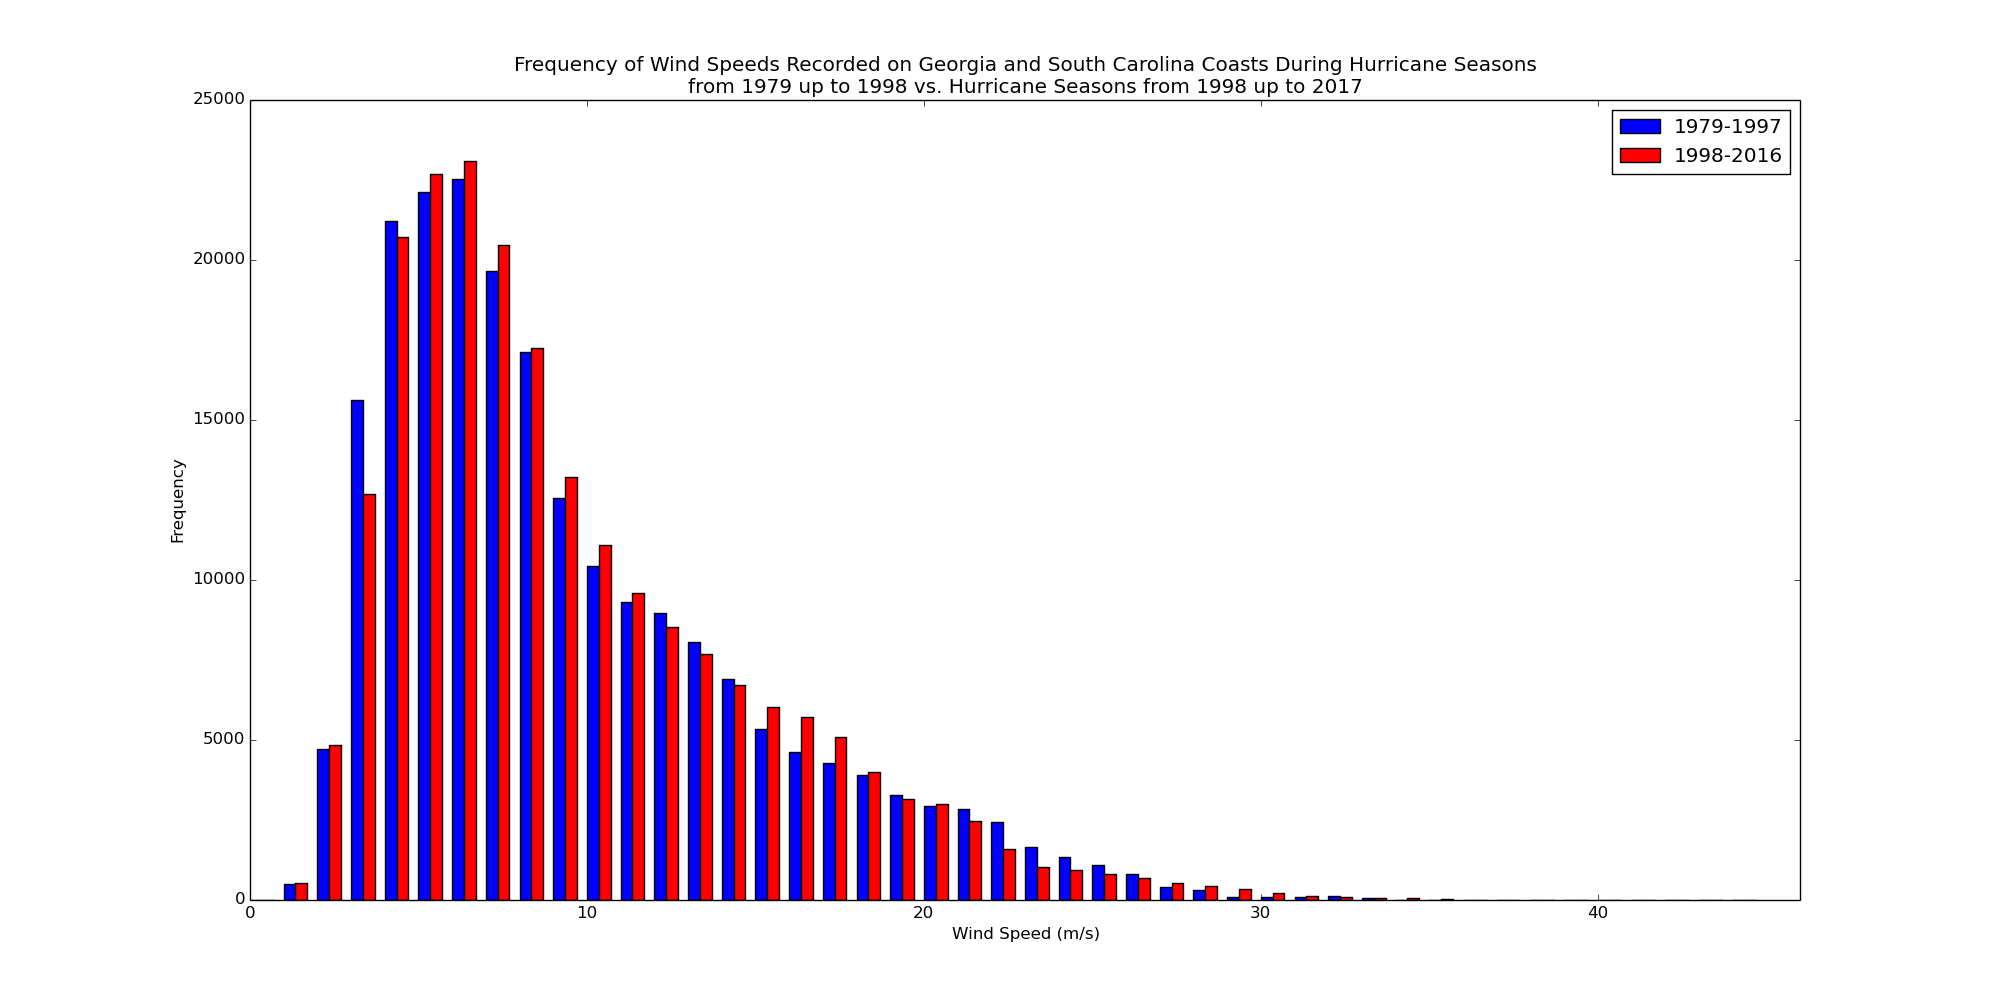 Frequency of Wind Speeds Recorded on Georgia and South Carolina Coasts During Hurricane Seasons
from 1979 up to 1998 vs. Hurricane Seasons from 1998 up to 2017
25000
20000
15000
10000
5000
0
Frequency
1979-1997
1998-2016
0 10 20 30 40
Wind Speed (m/s)